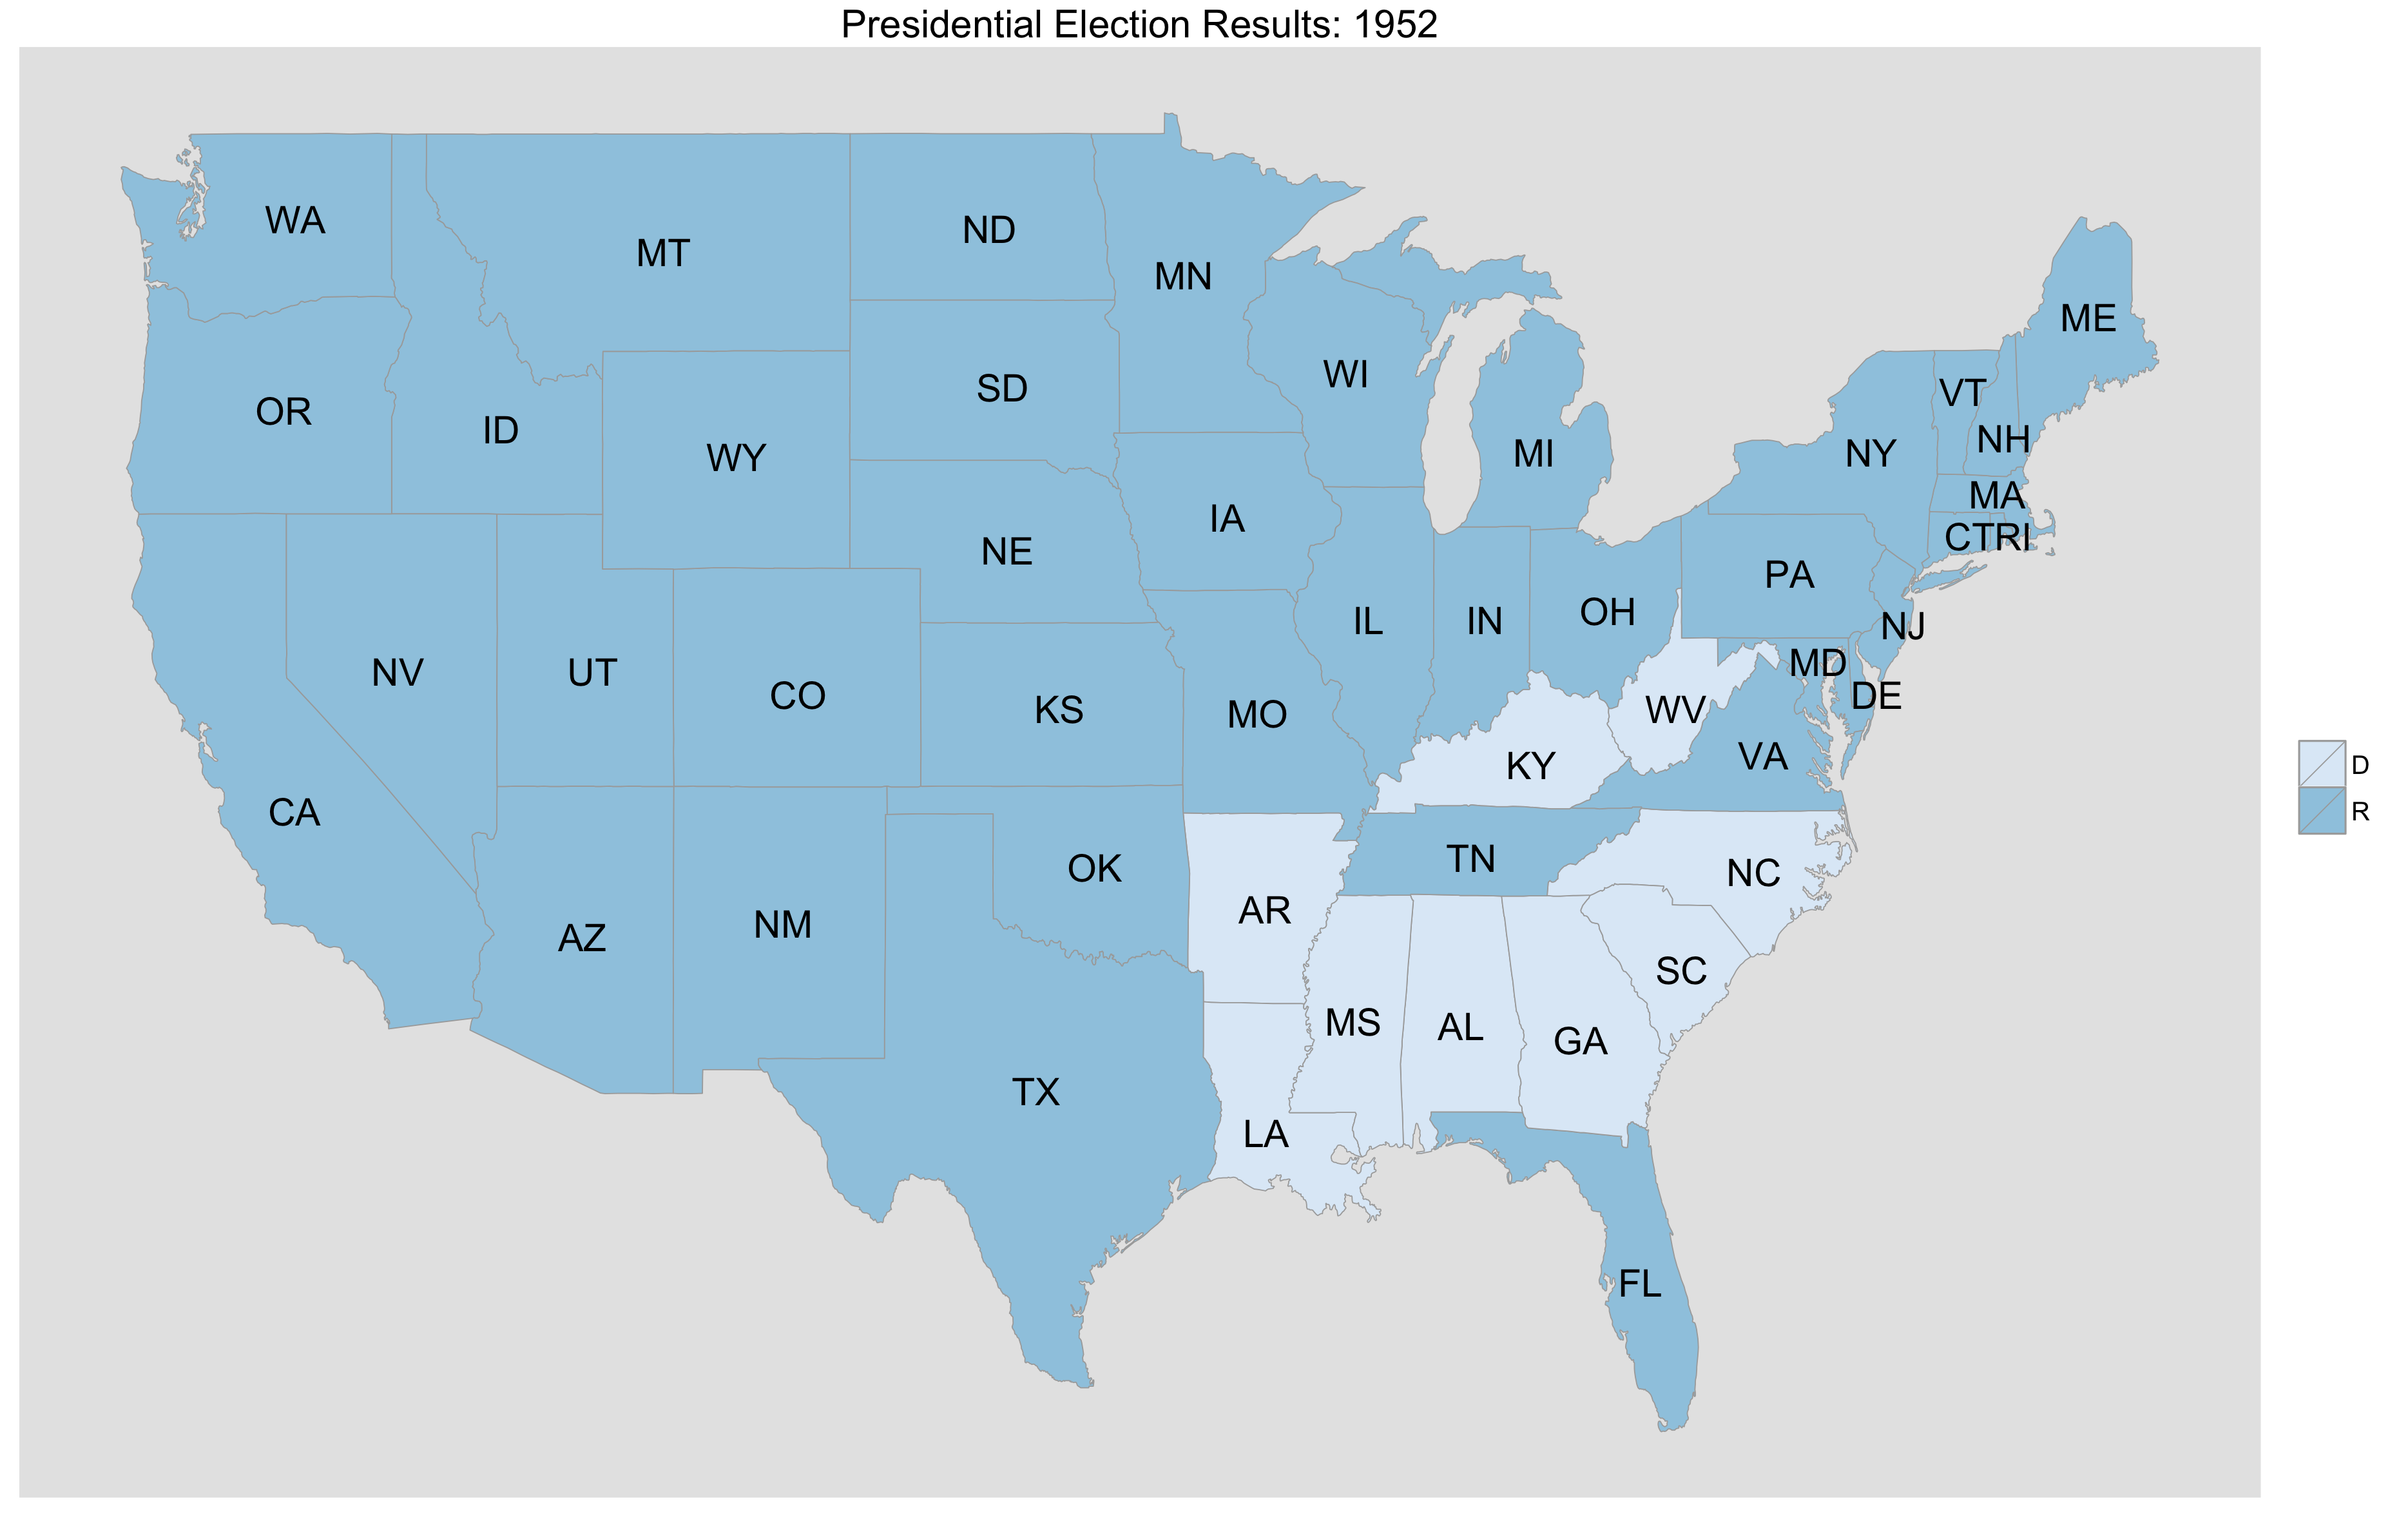 Presidential Election Results: 1952
WA
MT
ND
MN
ME
OR
ID
WY
SD
WI
MI
NY
VT
NH
MA
CT
RI
NE
IA
PA
NV
UT
CO
KS
MO
IL
IN
OH
NJ
MD
DE
WV
VA
KY
D
R
CA
AZ
NM
OK
AR
TN
NC
SC
TX
LA
MS
AL
GA
FL